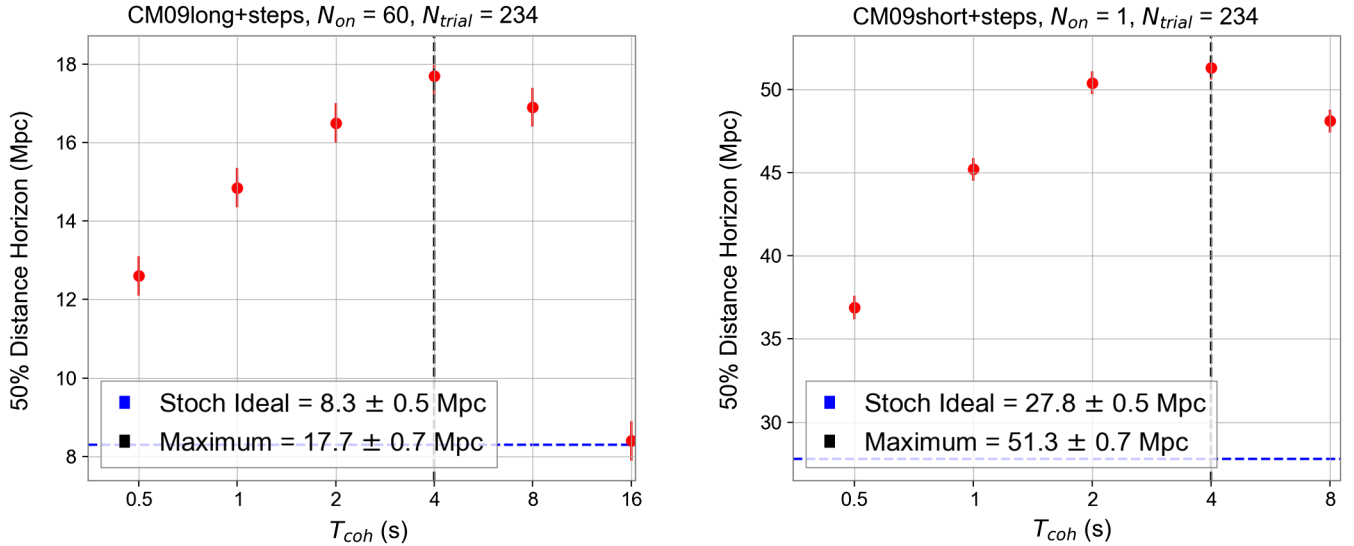 CM09long+steps, N_on = 60, N_trial = 234
50% Distance Horizon (Mpc)
18
16
14
12
10
8
Stoch Ideal = 8.3 ± 0.5 Mpc
Maximum = 17.7 ± 0.7 Mpc
0.5 1 2 4 8 16
T_coh (s)
CM09short+steps, N_on = 1, N_trial = 234
50% Distance Horizon (Mpc)
50
45
40
35
30
Stoch Ideal = 27.8 ± 0.5 Mpc
Maximum = 51.3 ± 0.7 Mpc
0.5 1 2 4 8
T_coh (s)